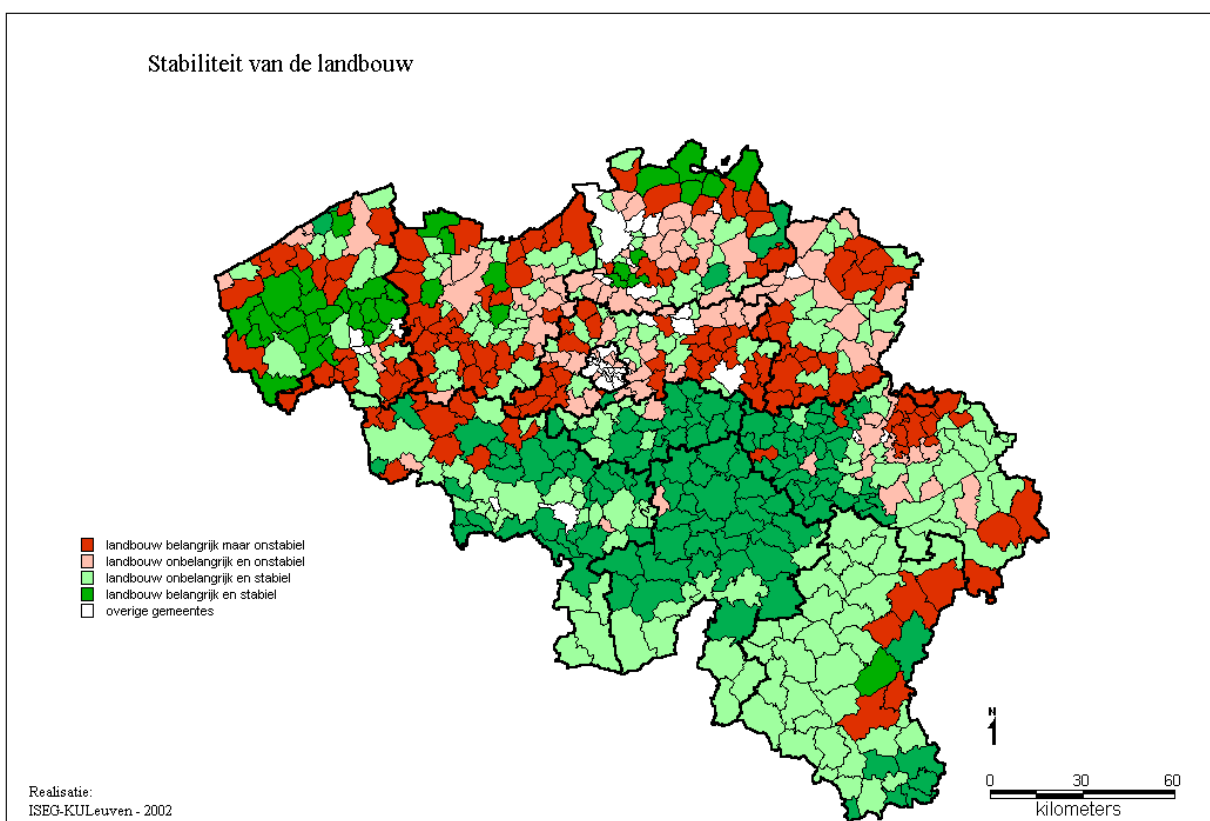 Stabiliteit van de landbouw
landbouw belangrijk maar onstabiel
landbouw onbelangrijk en onstabiel
landbouw onbelangrijk en stabiel
landbouw belangrijk en stabiel
overige gemeentes
N
0 30 60
kilometers
Realisatie:
ISEG-KULeuven - 2002